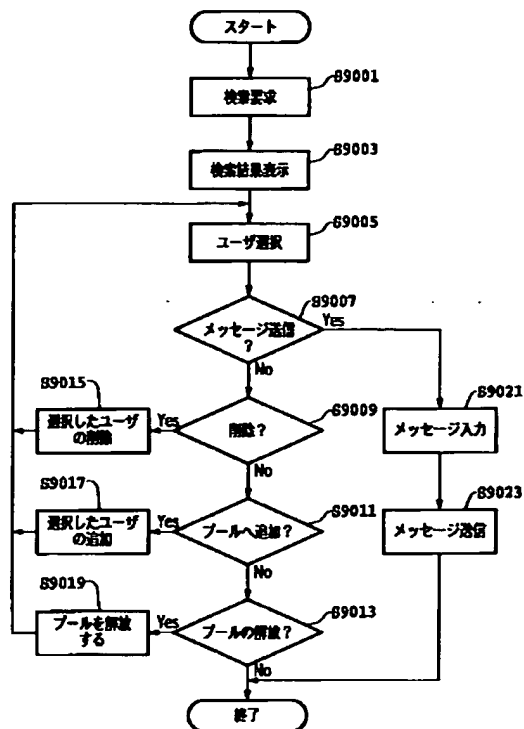 スタート
S9001
検索要求
S9003
検索結果表示
S9005
ユーザ選択
S9007
メッセージ送信
?
Yes
No
S9015
選択したユーザ
の削除
Yes
S9009
削除?
No
S9021
メッセージ入力
S9017
選択したユーザ
の追加
Yes
S9011
プールへ追加?
No
S9023
メッセージ送信
S9019
プールを解放
する
Yes
S9013
プールの解放?
No
終了